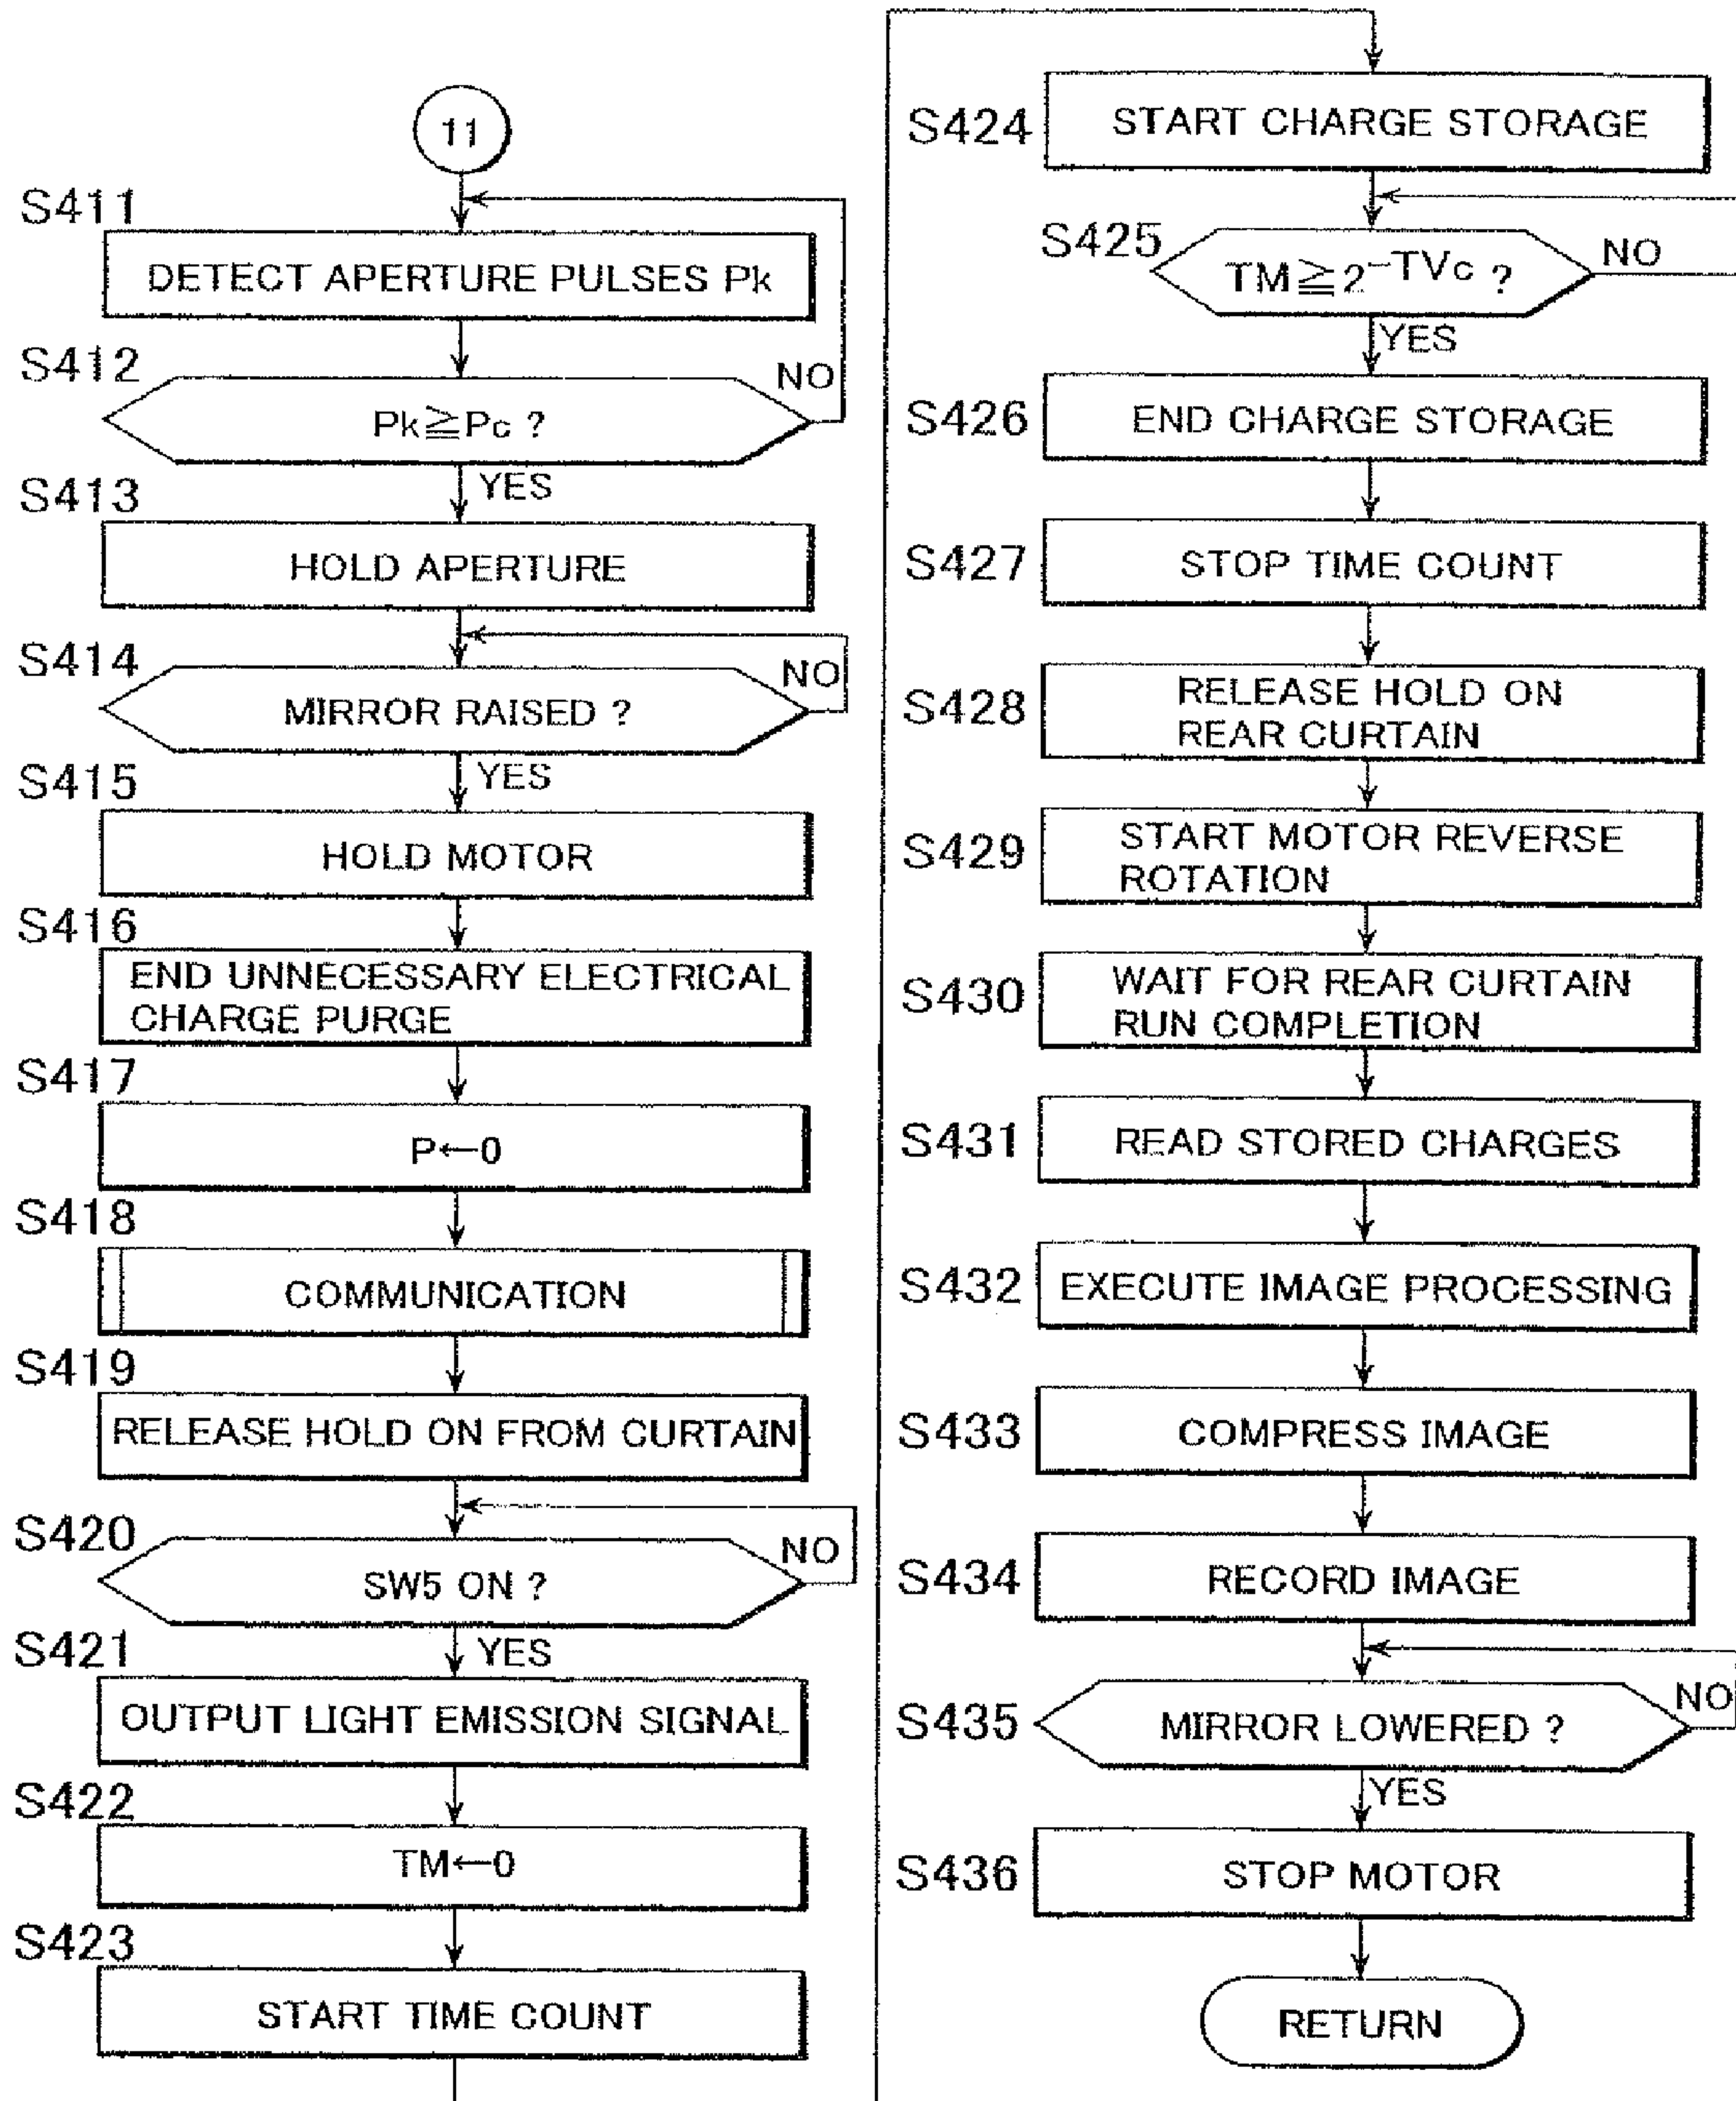 11
S411
DETECT APERTURE PULSES Pk
S412
Pk≧Pc ?
NO
YES
S413
HOLD APERTURE
S414
MIRROR RAISED ?
NO
YES
S415
HOLD MOTOR
S416
END UNNECESSARY ELECTRICAL
CHARGE PURGE
S417
P←0
S418
COMMUNICATION
S419
RELEASE HOLD ON FROM CURTAIN
S420
SW5 ON ?
NO
YES
S421
OUTPUT LIGHT EMISSION SIGNAL
S422
TM←0
S423
START TIME COUNT
S424
START CHARGE STORAGE
S425
TM≧2⁻ᵀⱽᶜ ?
NO
YES
S426
END CHARGE STORAGE
S427
STOP TIME COUNT
S428
RELEASE HOLD ON
REAR CURTAIN
S429
START MOTOR REVERSE
ROTATION
S430
WAIT FOR REAR CURTAIN
RUN COMPLETION
S431
READ STORED CHARGES
S432
EXECUTE IMAGE PROCESSING
S433
COMPRESS IMAGE
S434
RECORD IMAGE
S435
MIRROR LOWERED ?
NO
YES
S436
STOP MOTOR
RETURN